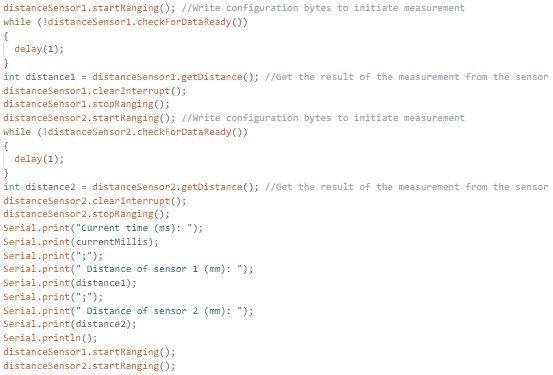 distanceSensor1.startRanging(); //Write configuration bytes to initiate measurement
while (!distanceSensor1.checkForDataReady())
{
  delay(1);
}
int distance1 = distanceSensor1.getDistance(); //Get the result of the measurement from the sensor
distanceSensor1.clearInterrupt();
distanceSensor1.stopRanging();
distanceSensor2.startRanging(); //Write configuration bytes to initiate measurement
while (!distanceSensor2.checkForDataReady())
{
  delay(1);
}
int distance2 = distanceSensor2.getDistance(); //Get the result of the measurement from the sensor
distanceSensor2.clearInterrupt();
distanceSensor2.stopRanging();
Serial.print("Current time (ms): ");
Serial.print(currentMillis);
Serial.print(";");
Serial.print(" Distance of sensor 1 (mm): ");
Serial.print(distance1);
Serial.print(";");
Serial.print(" Distance of sensor 2 (mm): ");
Serial.print(distance2);
Serial.println();
distanceSensor1.startRanging();
distanceSensor2.startRanging();